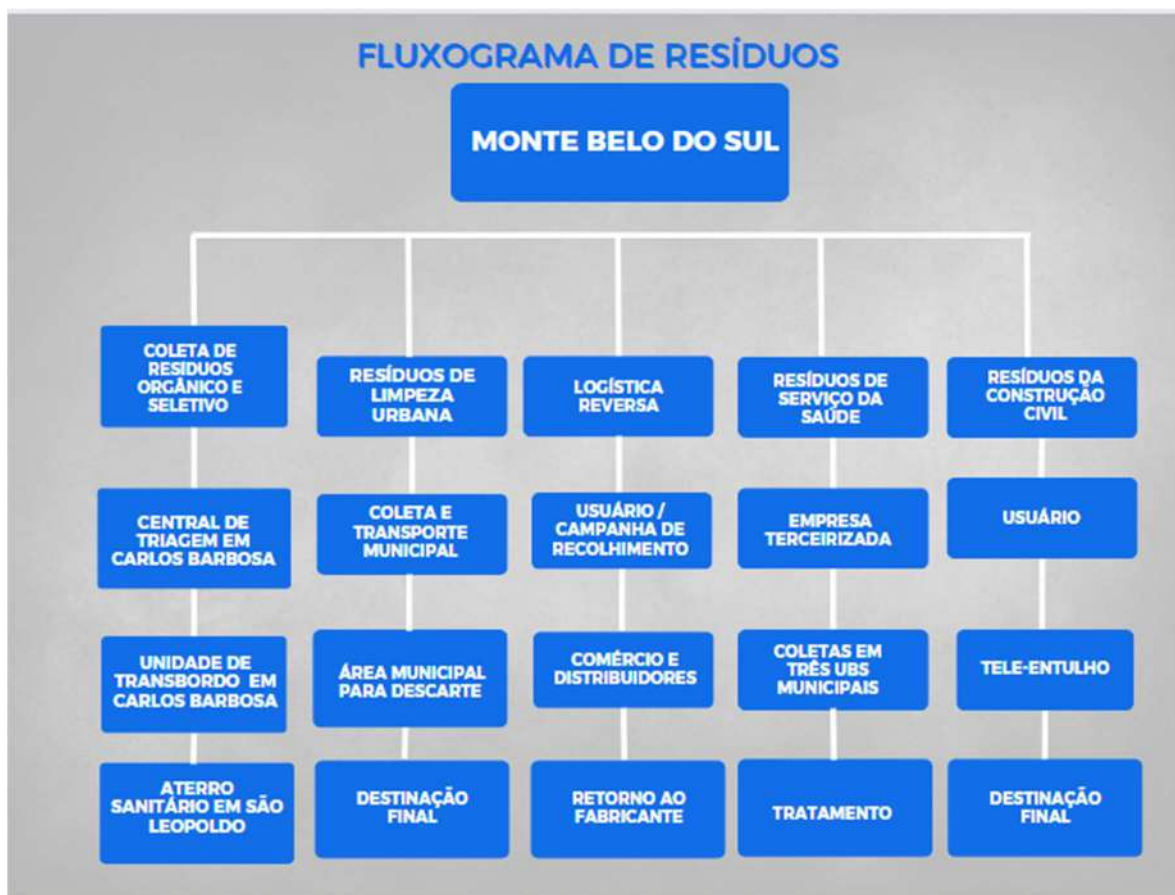 FLUXOGRAMA DE RESÍDUOS
MONTE BELO DO SUL
COLETA DE
RESIDUOS
ORGÂNICO E
SELETIVO
CENTRAL DE
TRIAGEM EM
CARLOS BARBOSA
UNIDADE DE
TRANSBORDO EM
CARLOS BARBOSA
ATERRO
SANITÁRIO EM SÃO
LEOPOLDO
RESÍDUOS DE
LIMPEZA
URBANA
COLETA E
TRANSPORTE
MUNICIPAL
ÁREA MUNICIPAL
PARA DESCARTE
DESTINAÇÃO
FINAL
LOGÍSTICA
REVERSA
USUÁRIO /
CAMPANHA DE
RECOLHIMENTO
COMÉRCIO E
DISTRIBUIDORES
RETORNO AO
FABRICANTE
RESÍDUOS DE
SERVIÇO DA
SAÚDE
EMPRESA
TERCEIRIZADA
COLETAS EM
TRÊS UBS
MUNICIPAIS
TRATAMENTO
RESÍDUOS DA
CONSTRUÇÃO
CIVIL
USUÁRIO
TELE-ENTULHO
DESTINAÇÃO
FINAL